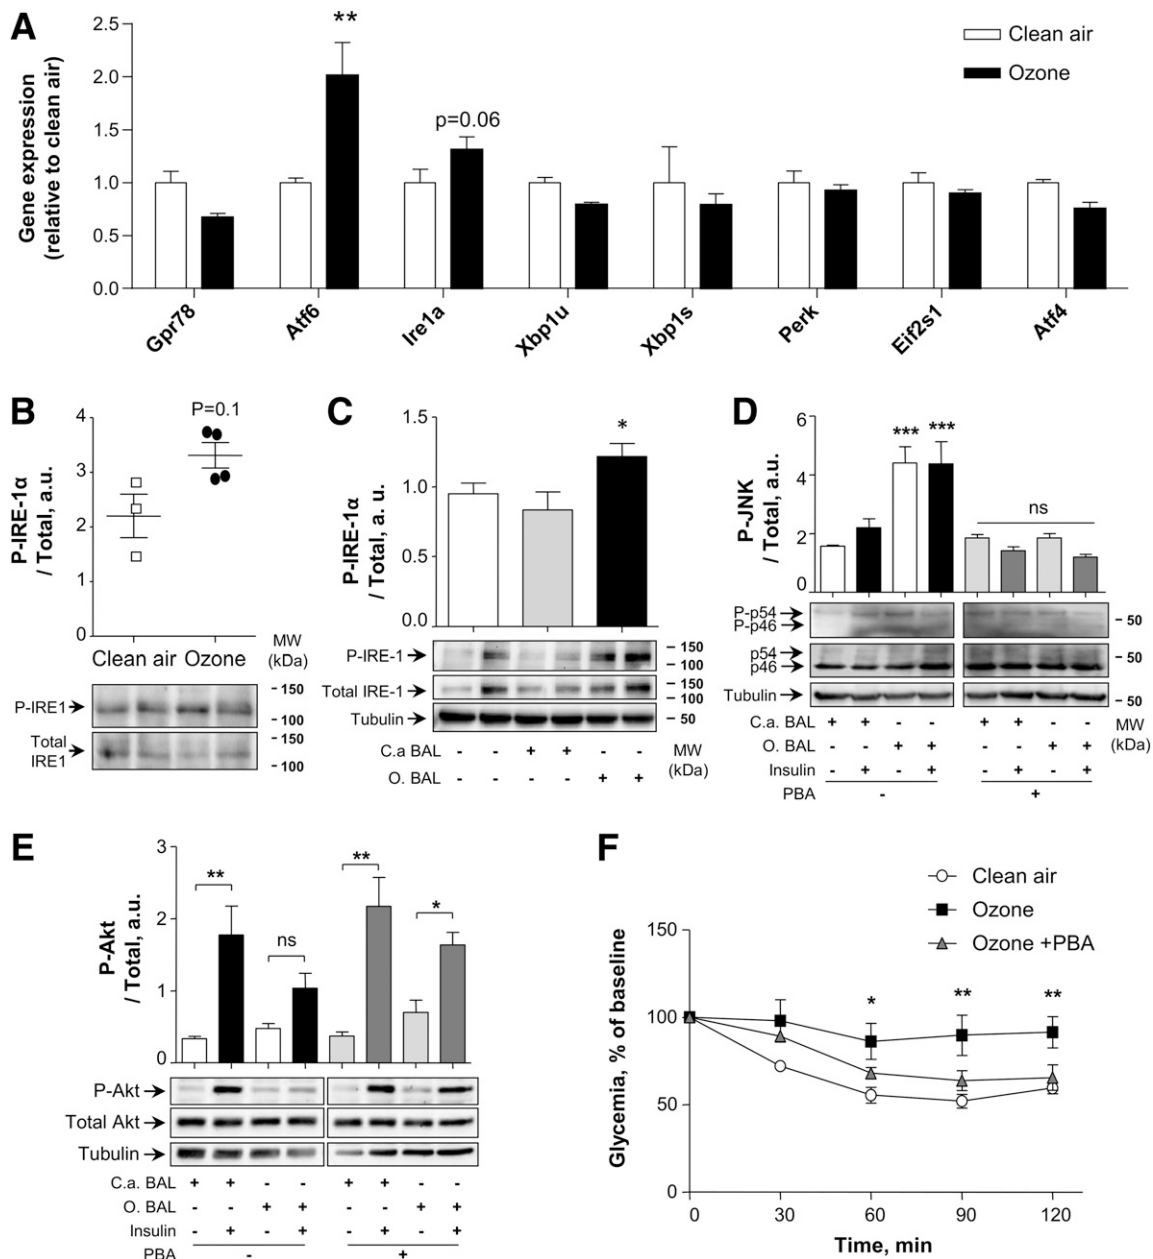 A
Gene expression
(relative to clean air)
2.5
2.0
1.5
1.0
0.5
0.0
**
p=0.06
Clean air
Ozone
Gpr78
Atf6
Ire1a
Xbp1u
Xbp1s
Perk
Eif2s1
Atf4
B
P-IRE-1α
/ Total, a.u.
4
3
2
1
0
P=0.1
Clean air Ozone
MW
(kDa)
P-IRE1
- 150
- 100
Total
IRE1
- 150
- 100
C
P-IRE-1α
/ Total, a. u.
1.5
1.0
0.5
0.0
*
P-IRE-1
- 150
- 100
Total IRE-1
- 150
- 100
Tubulin
- 50
C.a BAL - - + + - -
O. BAL - - - - + +
MW
(kDa)
D
P-JNK
/ Total, a.u.
6
4
2
0
*** ***
ns
P-p54
P-p46
- 50
p54
p46
- 50
Tubulin
- 50
C.a. BAL + + - - + + - -
O. BAL - - + + - - + +
Insulin - + - + - + - +
PBA - +
MW
(kDa)
E
P-Akt
/ Total, a.u.
3
2
1
0
**
ns
**
*
P-Akt
Total Akt
Tubulin
C.a. BAL + + - - + + - -
O. BAL - - + + - - + +
Insulin - + - + - + - +
PBA - +
F
Clean air
Ozone
Ozone +PBA
Glycemia, % of baseline
150
100
50
0
* ** **
0 30 60 90 120
Time, min